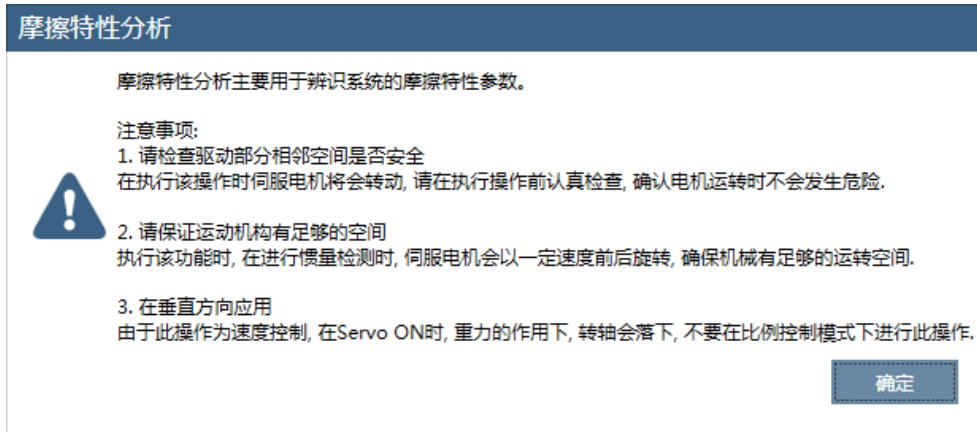 摩擦特性分析
摩擦特性分析主要用于辨识系统的摩擦特性参数。
注意事项:
1. 请检查驱动部分相邻空间是否安全
在执行该操作时伺服电机将会转动, 请在执行操作前认真检查, 确认电机运转时不会发生危险.
2. 请保证运动机构有足够的空间
执行该功能时, 在进行惯量检测时, 伺服电机会以一定速度前后旋转, 确保机械有足够的运转空间.
3. 在垂直方向应用
由于此操作为速度控制, 在Servo ON时, 重力的作用下, 转轴会落下, 不要在比例控制模式下进行此操作.
确定